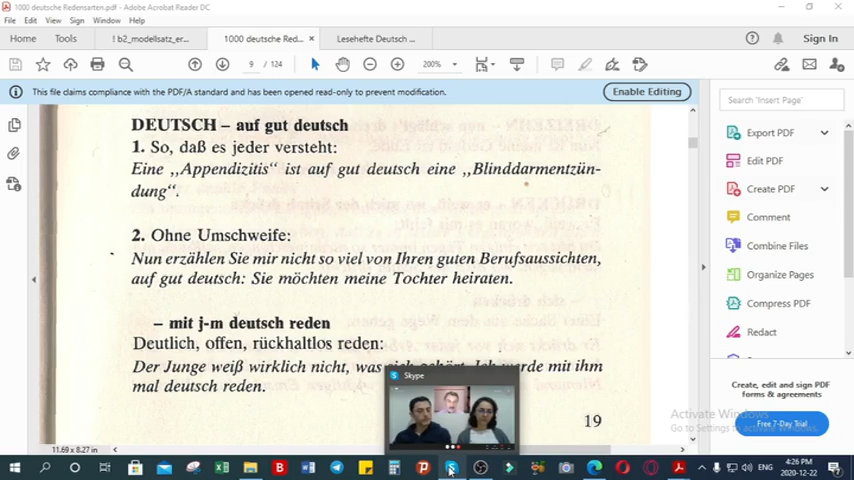 1000 deutsche Redensarten.pdf - Adobe Acrobat Reader DC
File Edit View Sign Window Help
Home Tools ! b2_modellsatz_er... 1000 deutsche Red... × Lesehefte Deutsch ... Sign In
9 / 124 200%
This file claims compliance with the PDF/A standard and has been opened read-only to prevent modification. Enable Editing
DEUTSCH – auf gut deutsch
1. So, daß es jeder versteht:
Eine ,,Appendizitis" ist auf gut deutsch eine ,,Blinddarmentzün-
dung".
2. Ohne Umschweife:
Nun erzählen Sie mir nicht so viel von Ihren guten Berufsaussichten,
auf gut deutsch: Sie möchten meine Tochter heiraten.
– mit j-m deutsch reden
Deutlich, offen, rückhaltlos reden:
Der Junge weiß wirklich nicht, was werde mit ihm
mal deutsch reden.
19
11.69 x 8.27 in
Skype
Search "Insert Page"
Export PDF
Edit PDF
Create PDF
Comment
Combine Files
Organize Pages
Compress PDF
Redact
Create, edit and sign PDF
forms & agreements
Free 7-Day Trial
Activate Windows
Go to Settings to activate Windows.
ENG 4:26 PM
2020-12-22